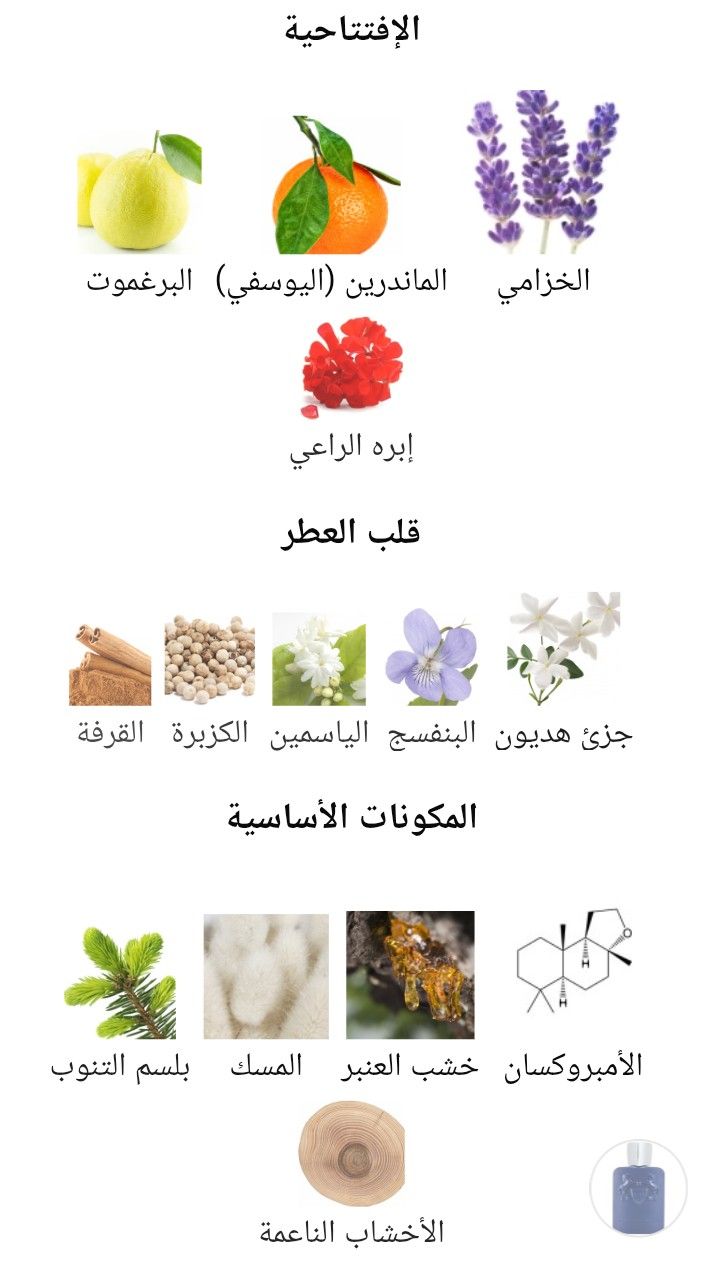 الإفتتاحية
الخزامي الماندرين (اليوسفي) البرغموت
إبره الراعي
قلب العطر
جزئ هديون البنفسج الياسمين الكزبرة القرفة
المكونات الأساسية
O
H
H
الأمبروكسان خشب العنبر المسك بلسم التنوب
الأخشاب الناعمة